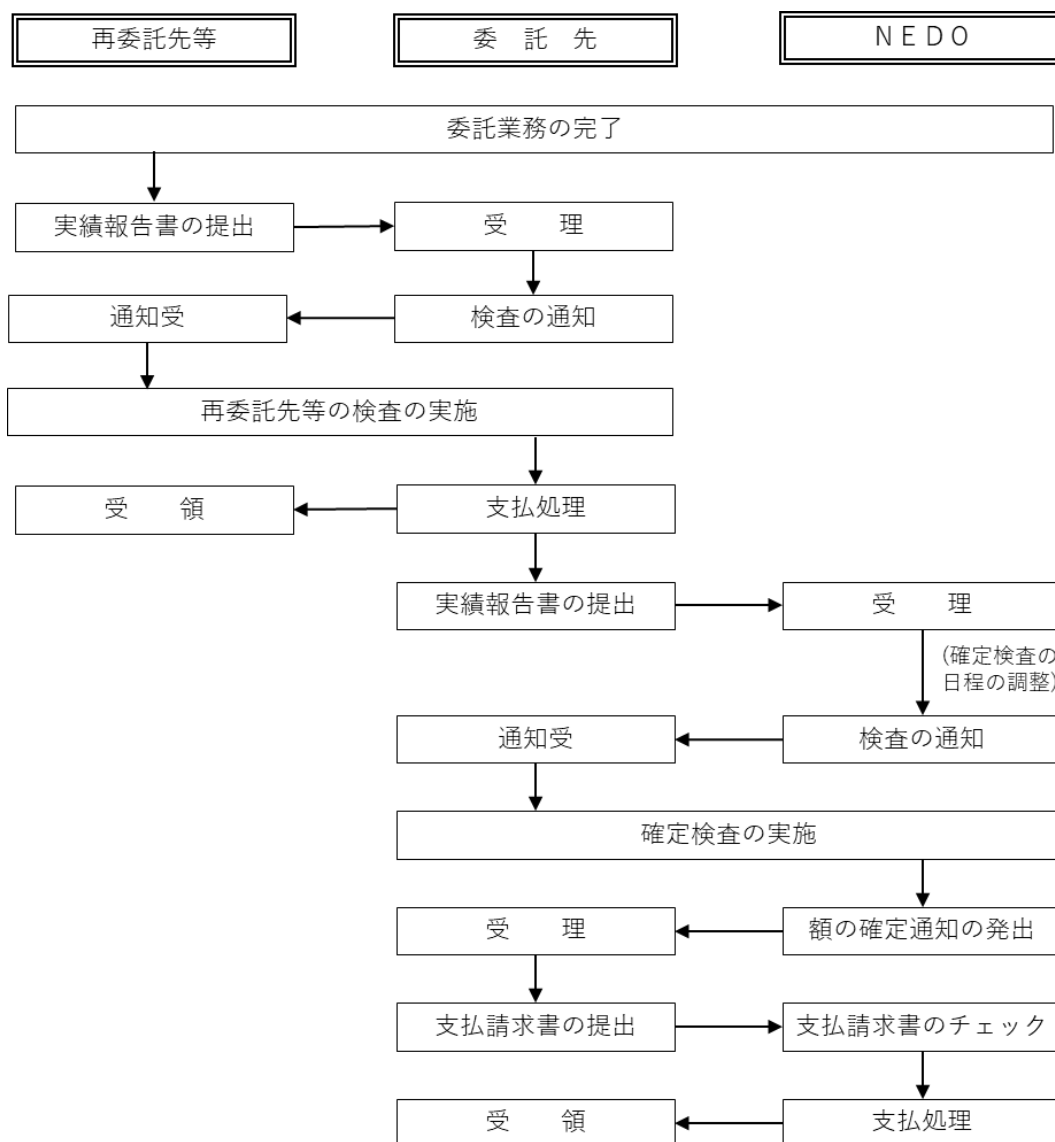 再委託先等
委 託 先
NEDO
委託業務の完了
実績報告書の提出
受 理
通知受
検査の通知
再委託先等の検査の実施
受 領
支払処理
実績報告書の提出
受 理
(確定検査の
日程の調整)
通知受
検査の通知
確定検査の実施
受 理
額の確定通知の発出
支払請求書の提出
支払請求書のチェック
受 領
支払処理